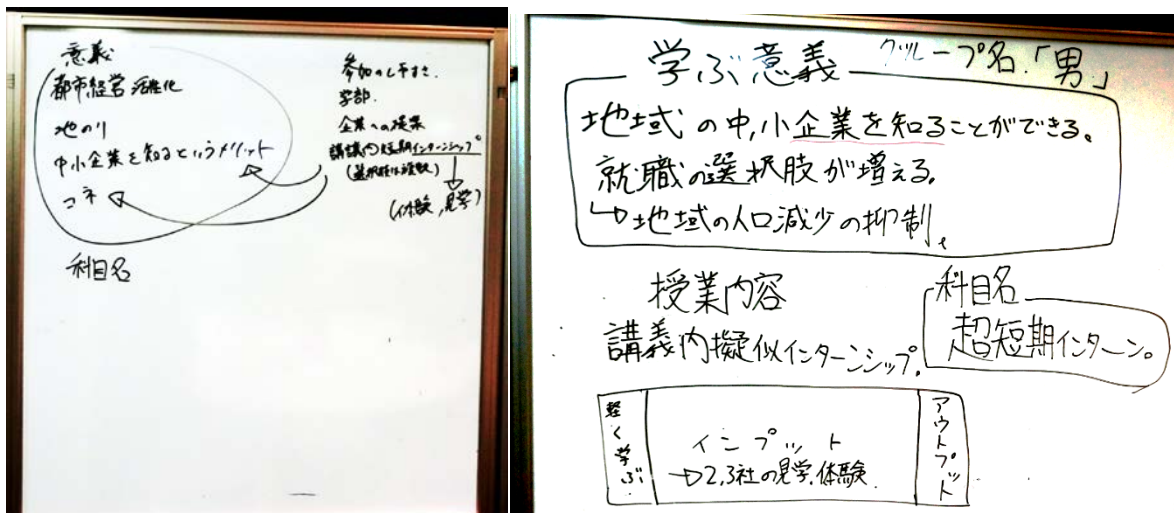 意義
都市経営活性化
地のり
中小企業を知るというメリット
コネ
科目名
参加のしやすさ.
学部.
企業への提案
講義内短期インターンシップ
(選択肢は複数)
(体験,見学)
学ぶ意義
グループ名.「男」
地域の中,小企業を知ることができる。
就職の選択肢が増える。
↳地域の人口減少の抑制。
授業内容
講義内擬似インターンシップ.
科目名
超短期インターン。
軽く学ぶ.
インプット
→2,3社の見学.体験
アウトプット